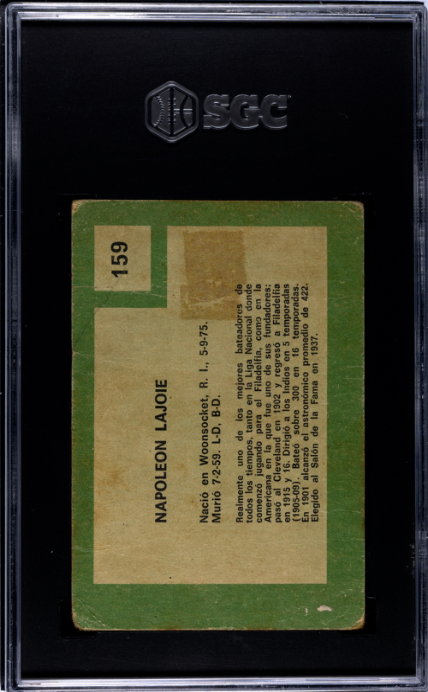 SGC
159
NAPOLEON LAJOIE
Nació en Woonsocket, R. I., 5-9-75.
Murió 7-2-59. L-D, B-D.
Realmente uno de los mejores bateadores de
todos los tiempos, tanto en la Liga Nacional donde
comenzó jugando para el Filadelfia, como en la
Americana en la que fue uno de sus fundadores;
pasó al Cleveland en 1902 y regresó a Filadelfia
en 1915 y 16. Dirigió a los Indios en 5 temporadas
(1905-09). Bateó sobre 300 en 16 temporadas.
En 1901 alcanzó el astronómico promedio de 422.
Elegido al Salón de la Fama en 1937.